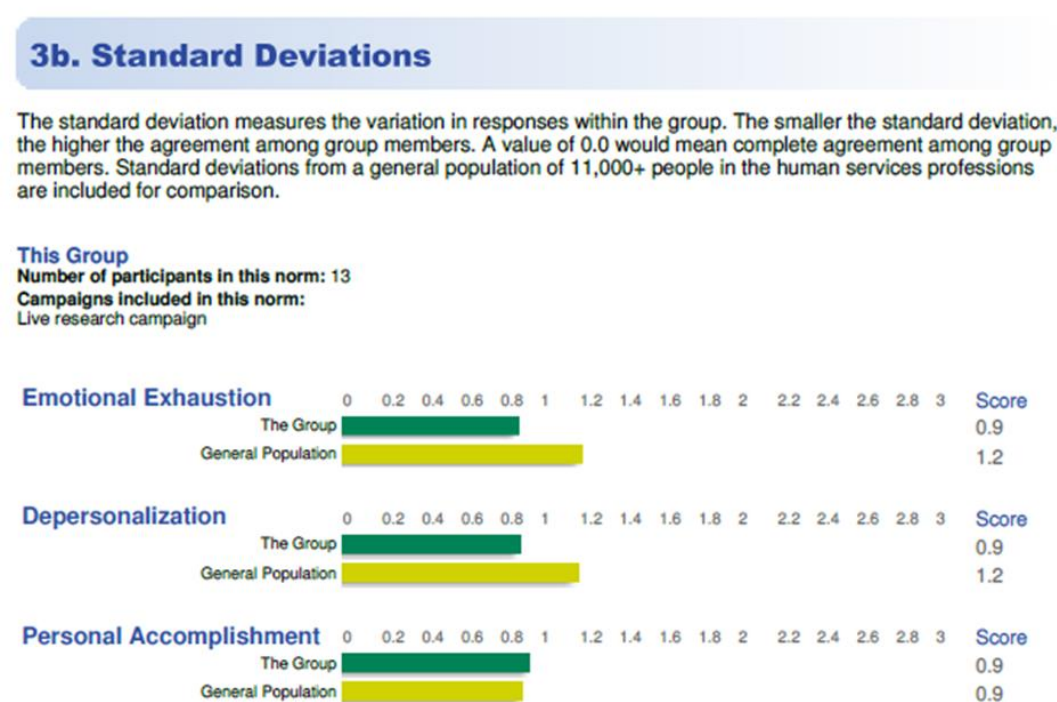 3b. Standard Deviations
The standard deviation measures the variation in responses within the group. The smaller the standard deviation,
the higher the agreement among group members. A value of 0.0 would mean complete agreement among group
members. Standard deviations from a general population of 11,000+ people in the human services professions
are included for comparison.
This Group
Number of participants in this norm: 13
Campaigns included in this norm:
Live research campaign
Emotional Exhaustion 0 0.2 0.4 0.6 0.8 1 1.2 1.4 1.6 1.8 2 2.2 2.4 2.6 2.8 3 Score
The Group 0.9
General Population 1.2
Depersonalization 0 0.2 0.4 0.6 0.8 1 1.2 1.4 1.6 1.8 2 2.2 2.4 2.6 2.8 3 Score
The Group 0.9
General Population 1.2
Personal Accomplishment 0 0.2 0.4 0.6 0.8 1 1.2 1.4 1.6 1.8 2 2.2 2.4 2.6 2.8 3 Score
The Group 0.9
General Population 0.9